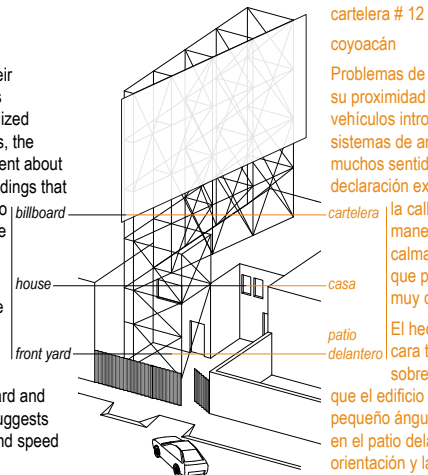 eir
s
ized
s, the
ent about
dings that
o
e
e
ard and
uggests
nd speed
billboard
house
front yard
cartelera
casa
patio
delantero
cartelera # 12
coyoacán
Problemas de
su proximidad
vehículos intro
sistemas de ar
muchos sentid
declaración ex
la calle
mane
calma
que p
muy c
El hec
cara t
sobre
que el edificio
pequeño ángu
en el patio dela
orientación y la